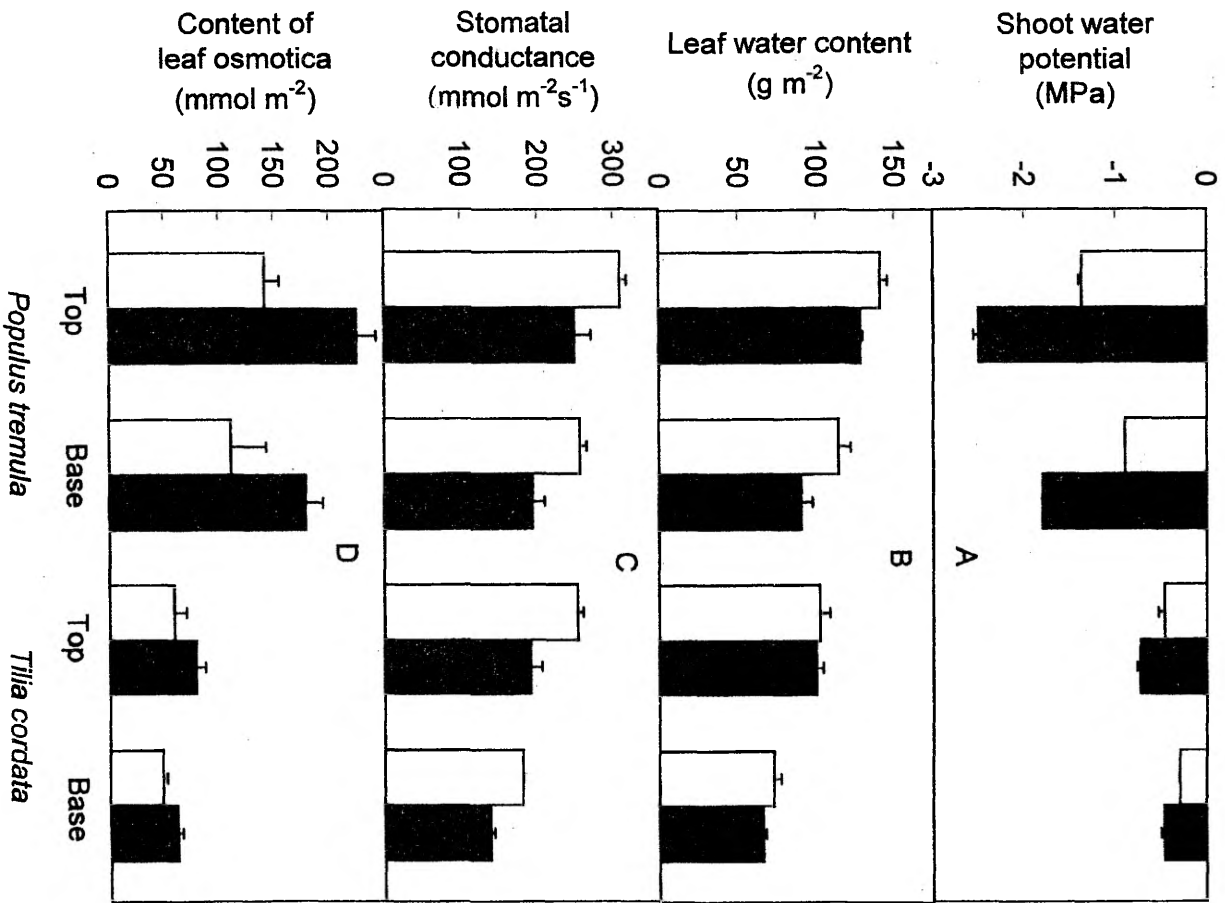 Shoot water
potential
(MPa)
0
-1
-2
-3
A
Leaf water content
(g m⁻²)
150
100
50
0
B
Stomatal
conductance
(mmol m⁻²s⁻¹)
300
200
100
0
C
Content of
leaf osmotica
(mmol m⁻²)
200
150
100
50
0
D
Top
Base
Top
Base
Populus tremula
Tilia cordata